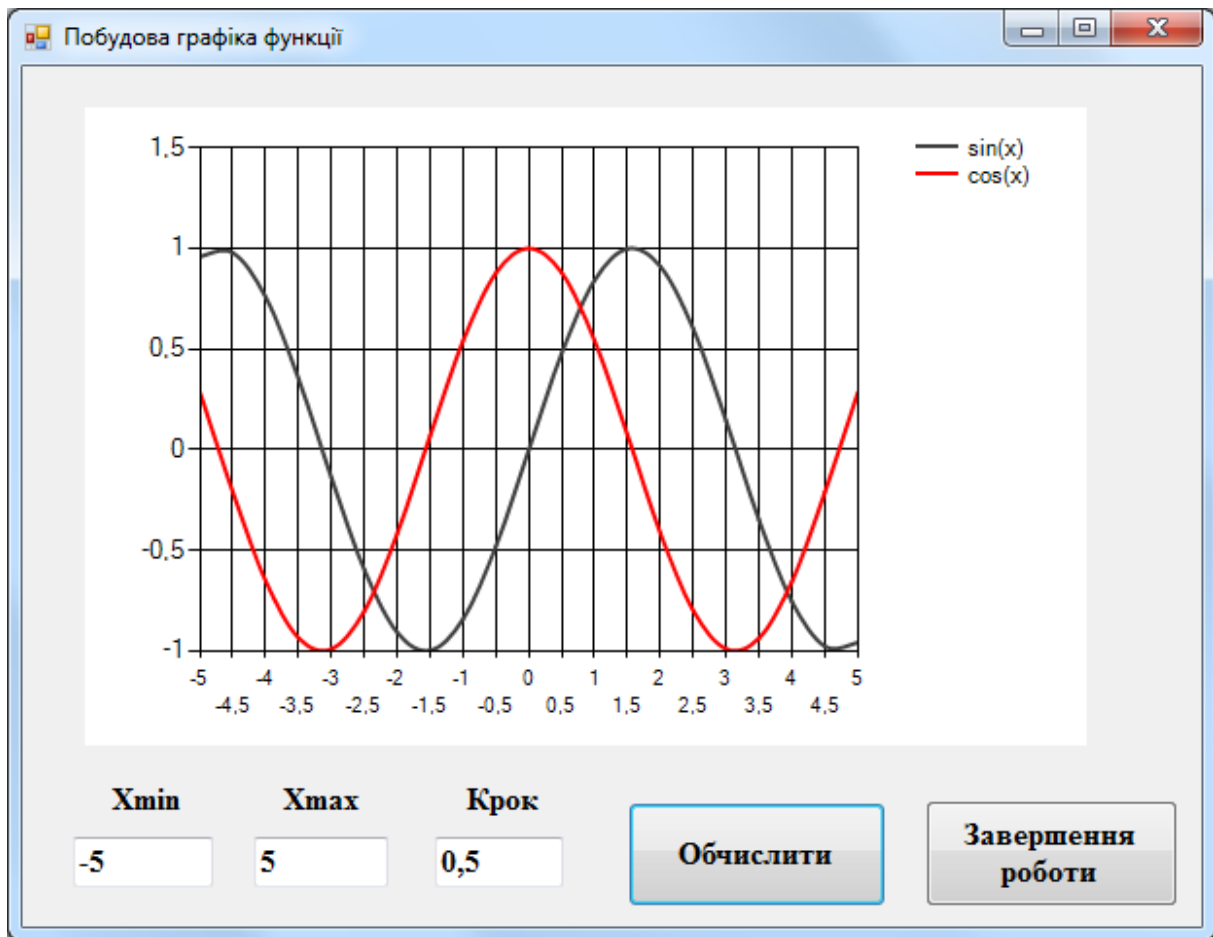 Побудова графіка функції
1,5
sin(x)
cos(x)
1
0,5
0
-0,5
-1
-5 -4 -3 -2 -1 0 1 2 3 4 5
-4,5 -3,5 -2,5 -1,5 -0,5 0,5 1,5 2,5 3,5 4,5
Xmin Xmax Крок
-5 5 0,5
Обчислити
Завершення
роботи